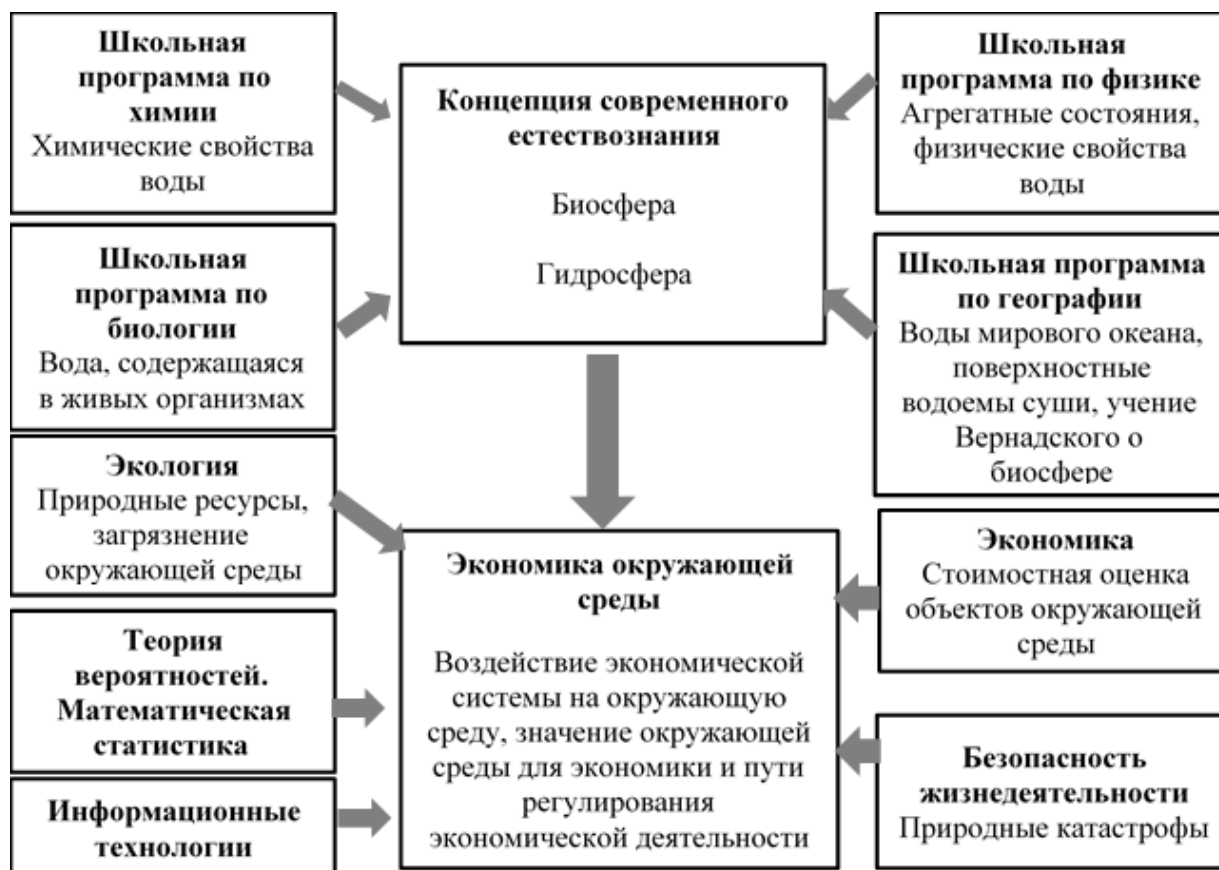 Школьная
программа по
химии
Химические свойства
воды
Школьная
программа по
биологии
Вода, содержащаяся
в живых организмах
Экология
Природные ресурсы,
загрязнение
окружающей среды
Теория
вероятностей.
Математическая
статистика
Информационные
технологии
Концепция современного
естествознания
Биосфера
Гидросфера
Экономика окружающей
среды
Воздействие экономической
системы на окружающую
среду, значение окружающей
среды для экономики и пути
регулирования
экономической деятельности
Школьная
программа по физике
Агрегатные состояния,
физические свойства
воды
Школьная программа
по географии
Воды мирового океана,
поверхностные
водоемы суши, учение
Вернадского о
биосфере
Экономика
Стоимостная оценка
объектов окружающей
среды
Безопасность
жизнедеятельности
Природные катастрофы